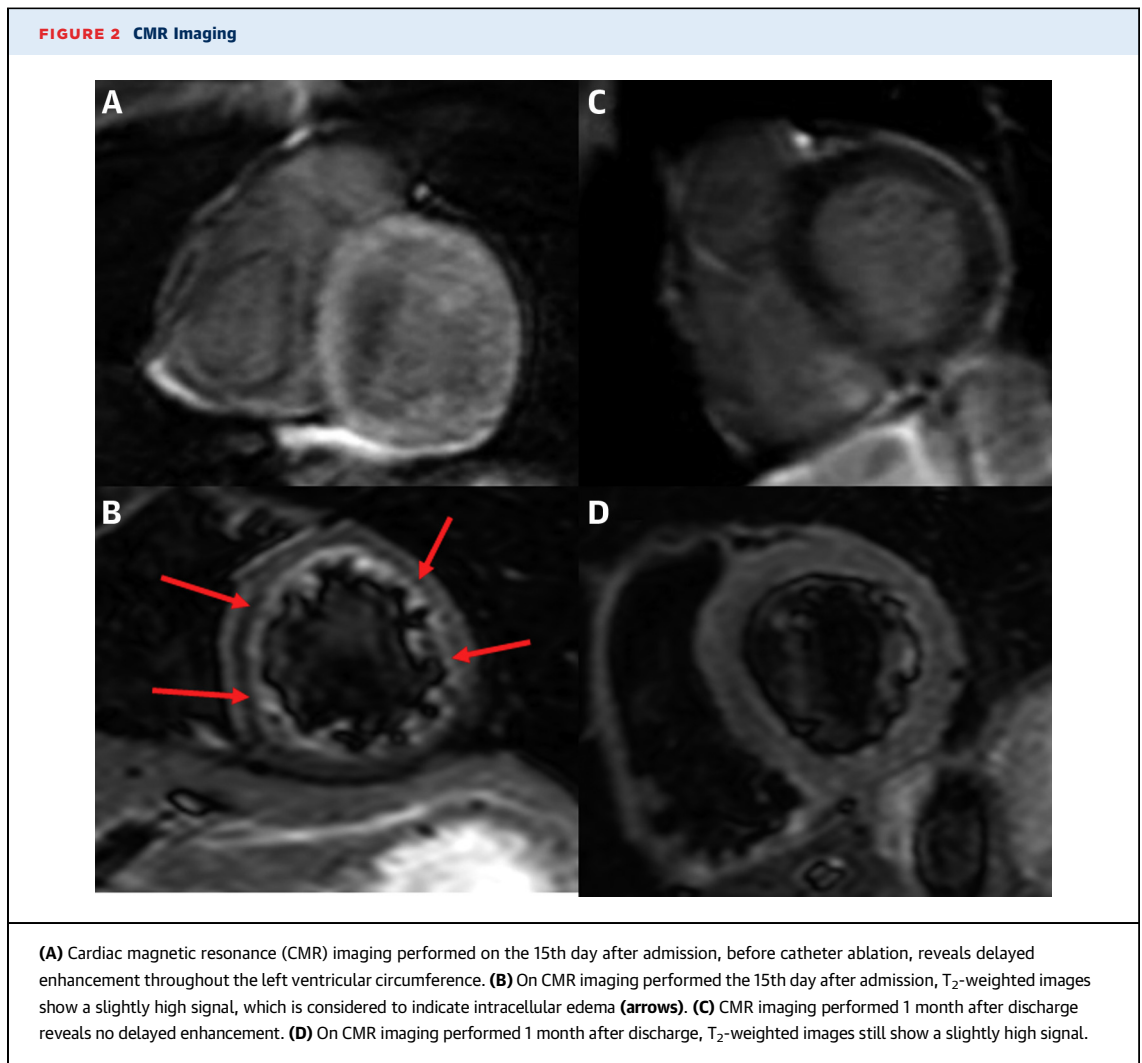 FIGURE 2 CMR Imaging
A
C
B
D
(A) Cardiac magnetic resonance (CMR) imaging performed on the 15th day after admission, before catheter ablation, reveals delayed
enhancement throughout the left ventricular circumference. (B) On CMR imaging performed the 15th day after admission, T₂-weighted images
show a slightly high signal, which is considered to indicate intracellular edema (arrows). (C) CMR imaging performed 1 month after discharge
reveals no delayed enhancement. (D) On CMR imaging performed 1 month after discharge, T₂-weighted images still show a slightly high signal.